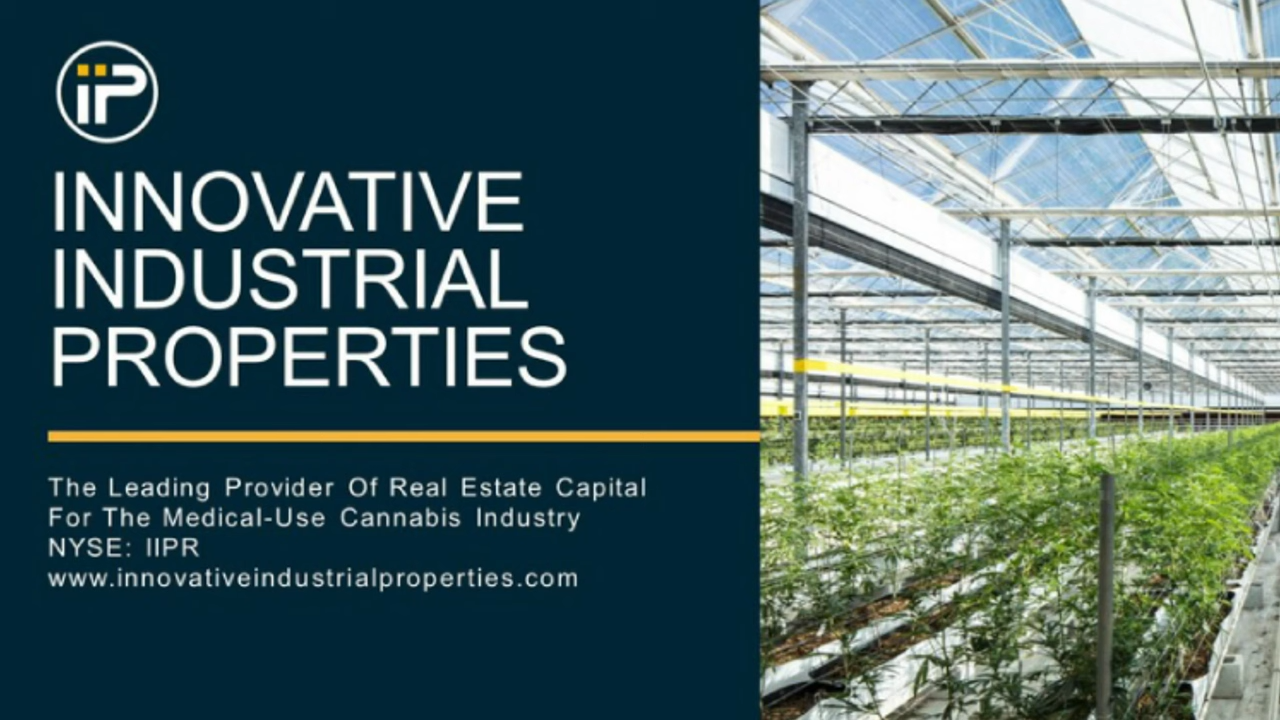 iiP
INNOVATIVE
INDUSTRIAL
PROPERTIES
The Leading Provider Of Real Estate Capital
For The Medical-Use Cannabis Industry
NYSE: IIPR
www.innovativeindustrialproperties.com